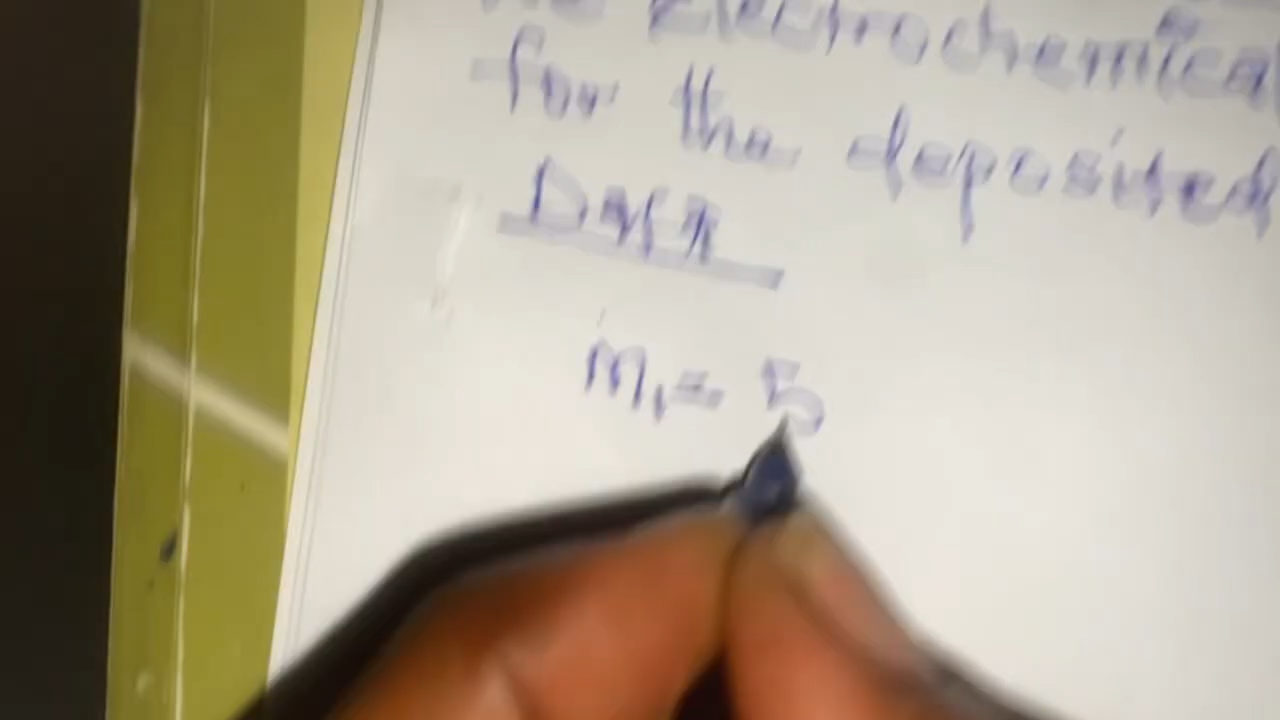 Electrochemical
for the deposited
Data
m₁ = 5